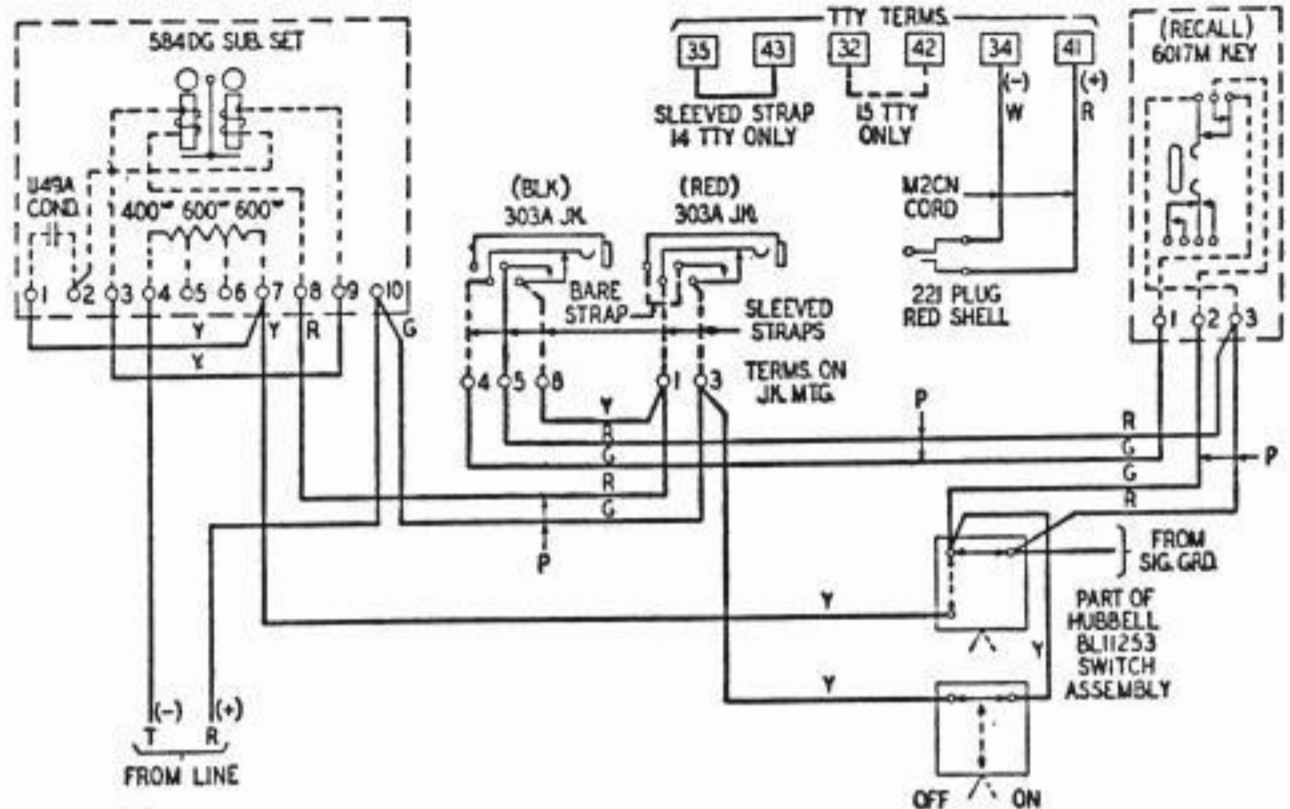 584DG SUB. SET
1149A
COND.
400ω 600ω 600ω
1 2 3 4 5 6 7 8 9 10
Y Y R G
Y
(-) (+)
T R
FROM LINE
TTY TERMS.
35 43 32 42 34 41
(-) (+)
W R
SLEEVED STRAP
14 TTY ONLY
15 TTY
ONLY
M2CN
CORD
221 PLUG
RED SHELL
(BLK)
303A JK.
(RED)
303A JK.
BARE
STRAP
SLEEVED
STRAPS
4 5 8 1 3
TERMS. ON
JK. MTG.
Y
R
G
R
G
P
P
(RECALL)
6017M KEY
1 2 3
R
G
G
R
P
FROM
SIG. GRD.
Y
Y
Y
PART OF
HUBBELL
BL11253
SWITCH
ASSEMBLY
OFF ON